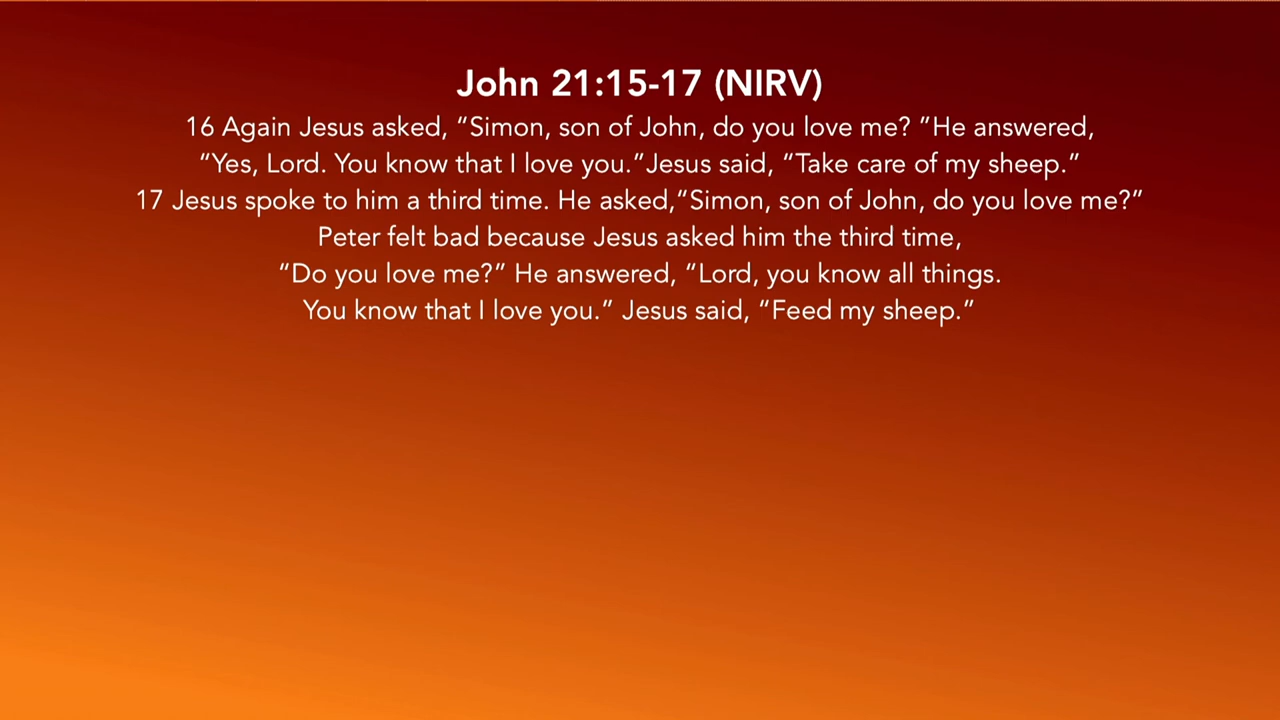 John 21:15-17 (NIRV)
16 Again Jesus asked, “Simon, son of John, do you love me? “He answered,
“Yes, Lord. You know that I love you.”Jesus said, “Take care of my sheep.”
17 Jesus spoke to him a third time. He asked,“Simon, son of John, do you love me?”
Peter felt bad because Jesus asked him the third time,
“Do you love me?” He answered, “Lord, you know all things.
You know that I love you.” Jesus said, “Feed my sheep.”